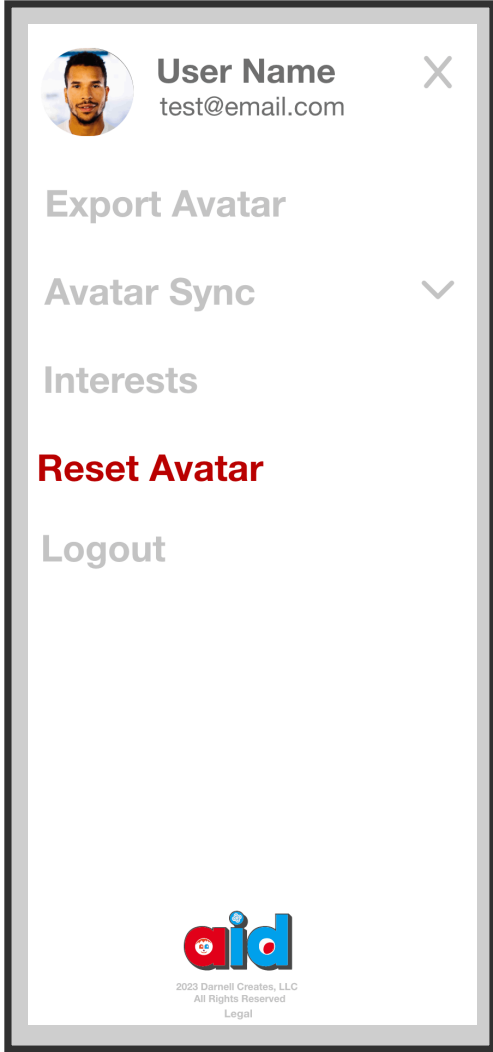 User Name
test@email.com
Export Avatar
Avatar Sync
Interests
Reset Avatar
Logout
aid
2023 Darnell Creates, LLC
All Rights Reserved
Legal